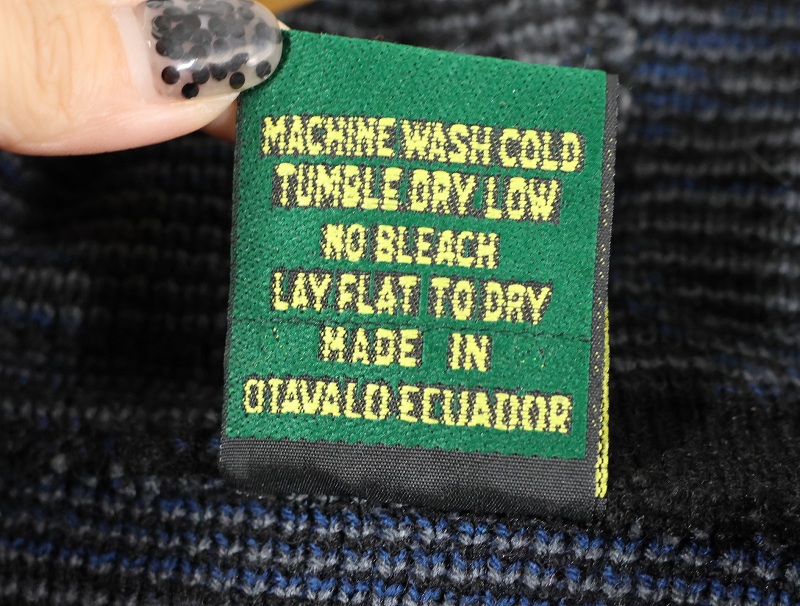 MACHINE WASH COLD
TUMBLE DRY LOW
NO BLEACH
LAY FLAT TO DRY
MADE IN
OTAVALO ECUADOR